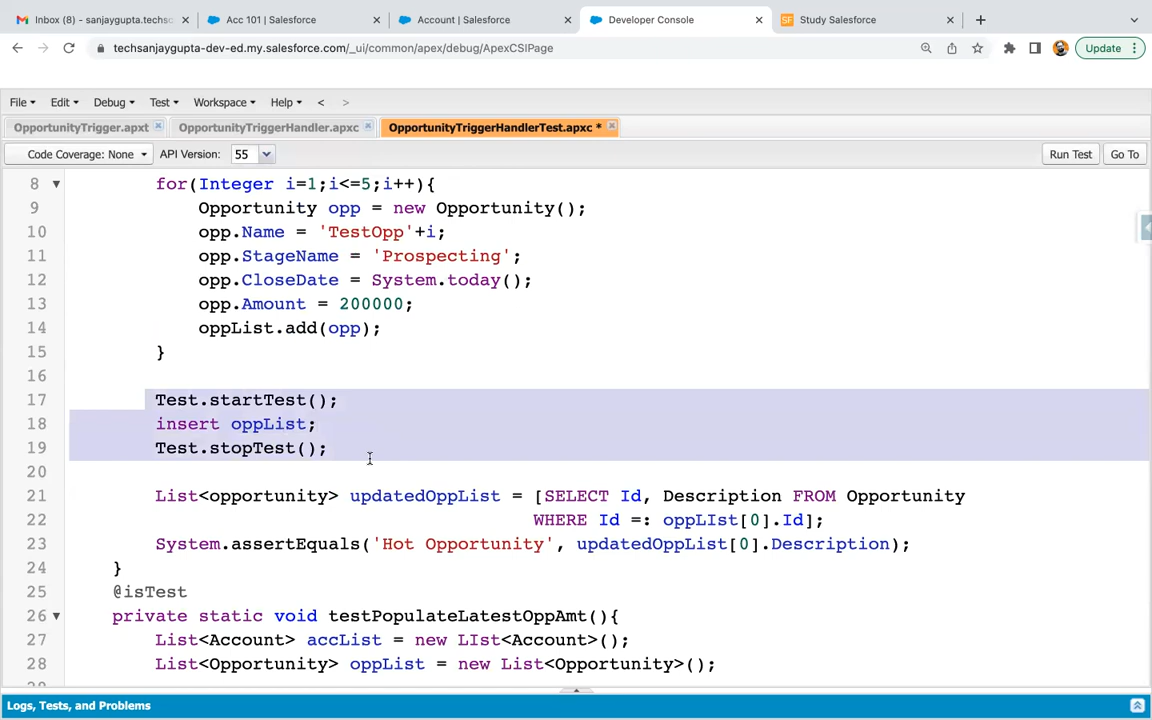 Inbox (3) - sanjaygupta.techsc
Acc 101 | Salesforce
Account | Salesforce
Developer Console
Study Salesforce
techsanjaygupta-dev-ed.my.salesforce.com/_ui/common/apex/debug/ApexCSIPage
Update
File Edit Debug Test Workspace Help < >
OpportunityTrigger.apxt
OpportunityTriggerHandler.apxc
OpportunityTriggerHandlerTest.apxc *
Code Coverage: None API Version: 55 Run Test Go To
8 for(Integer i=1;i<=5;i++){
9 Opportunity opp = new Opportunity();
10 opp.Name = 'TestOpp'+i;
11 opp.StageName = 'Prospecting';
12 opp.CloseDate = System.today();
13 opp.Amount = 200000;
14 oppList.add(opp);
15 }
16
17 Test.startTest();
18 insert oppList;
19 Test.stopTest();
20
21 List<opportunity> updatedOppList = [SELECT Id, Description FROM Opportunity
22 WHERE Id =: oppLIst[0].Id];
23 System.assertEquals('Hot Opportunity', updatedOppList[0].Description);
24 }
25 @isTest
26 private static void testPopulateLatestOppAmt(){
27 List<Account> accList = new LIst<Account>();
28 List<Opportunity> oppList = new List<Opportunity>();
Logs, Tests, and Problems